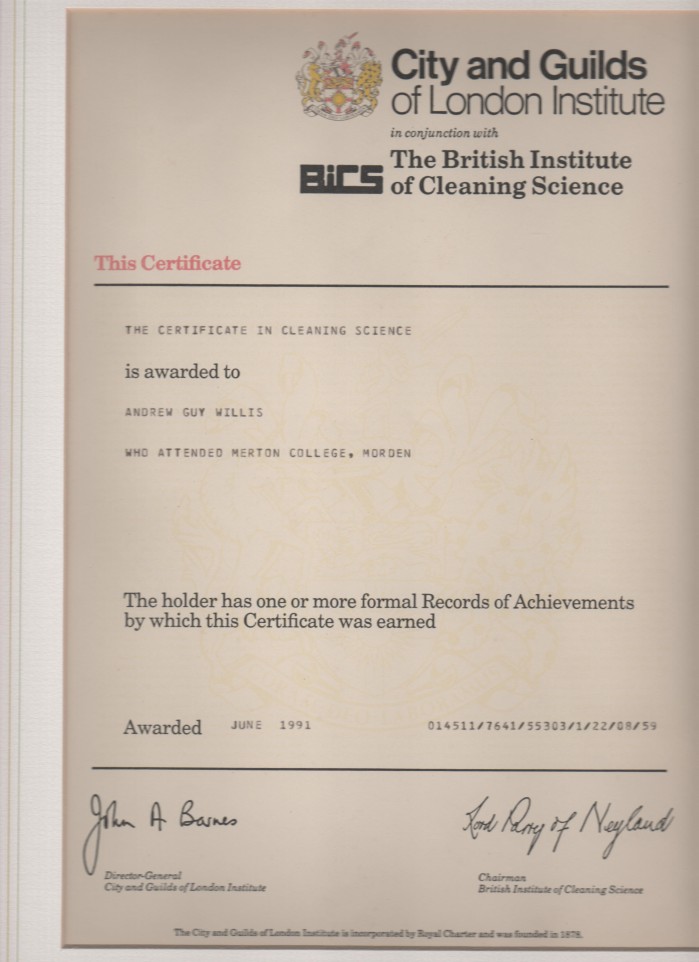 City and Guilds
of London Institute
in conjunction with
BiCS
The British Institute
of Cleaning Science
This Certificate
THE CERTIFICATE IN CLEANING SCIENCE
is awarded to
ANDREW GUY WILLIS
WHO ATTENDED MERTON COLLEGE, MORDEN
The holder has one or more formal Records of Achievements
by which this Certificate was earned
Awarded JUNE 1991 014511/7641/55303/1/22/08/59
John A Barnes
Lord Parry of Neyland
Director-General
City and Guilds of London Institute
Chairman
British Institute of Cleaning Science
The City and Guilds of London Institute is incorporated by Royal Charter and was founded in 1878.